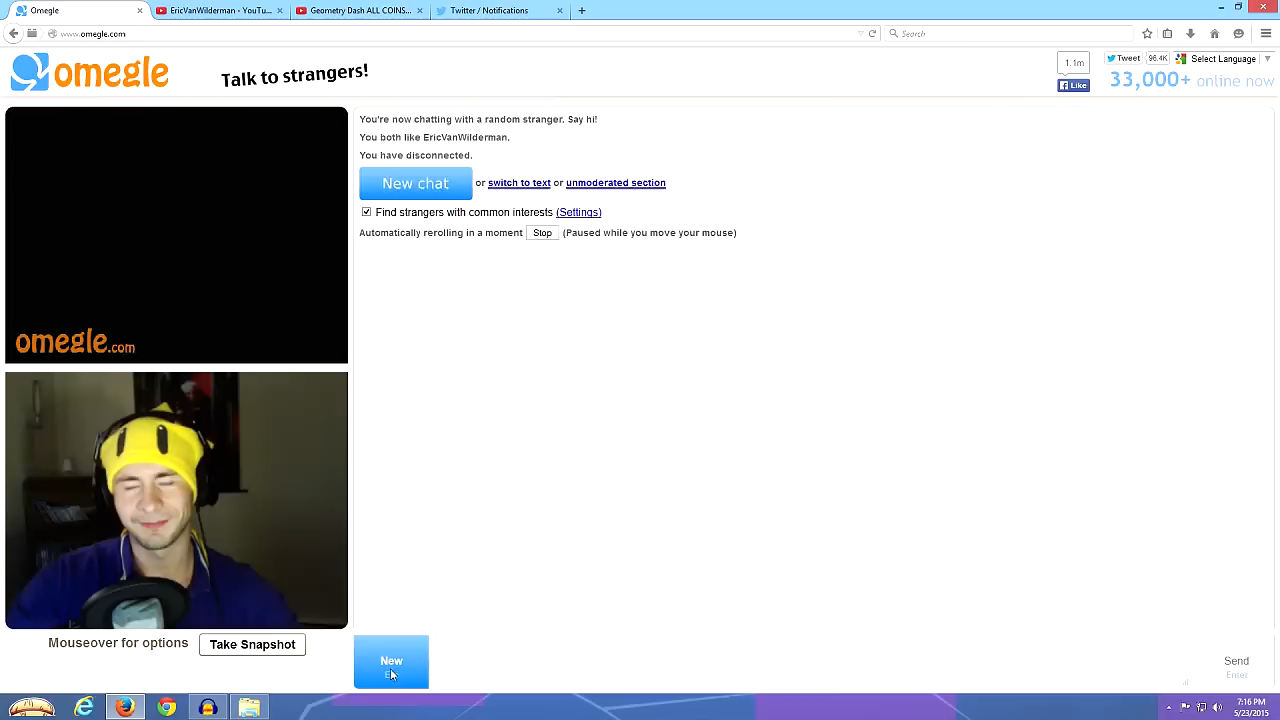 Omegle
EricVanWilderman - YouTu...
Geometry Dash ALL COINS...
Twitter / Notifications
www.omegle.com
Search
omegle
Talk to strangers!
1.1m
Like
Tweet
96.4K
Select Language
33,000+ online now
You're now chatting with a random stranger. Say hi!
You both like EricVanWilderman.
You have disconnected.
New chat or switch to text or unmoderated section
Find strangers with common interests (Settings)
Automatically rerolling in a moment Stop (Paused while you move your mouse)
omegle.com
Mouseover for options
Take Snapshot
New
Send
Enter
7:16 PM
5/23/2015